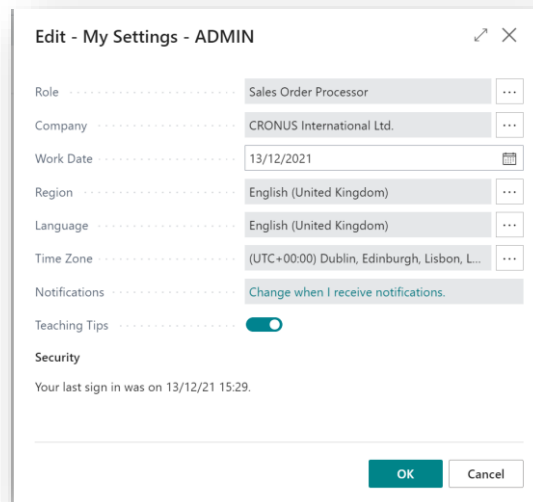 Edit - My Settings - ADMIN
Role Sales Order Processor ...
Company CRONUS International Ltd. ...
Work Date 13/12/2021
Region English (United Kingdom) ...
Language English (United Kingdom) ...
Time Zone (UTC+00:00) Dublin, Edinburgh, Lisbon, L... ...
Notifications Change when I receive notifications.
Teaching Tips
Security
Your last sign in was on 13/12/21 15:29.
OK Cancel